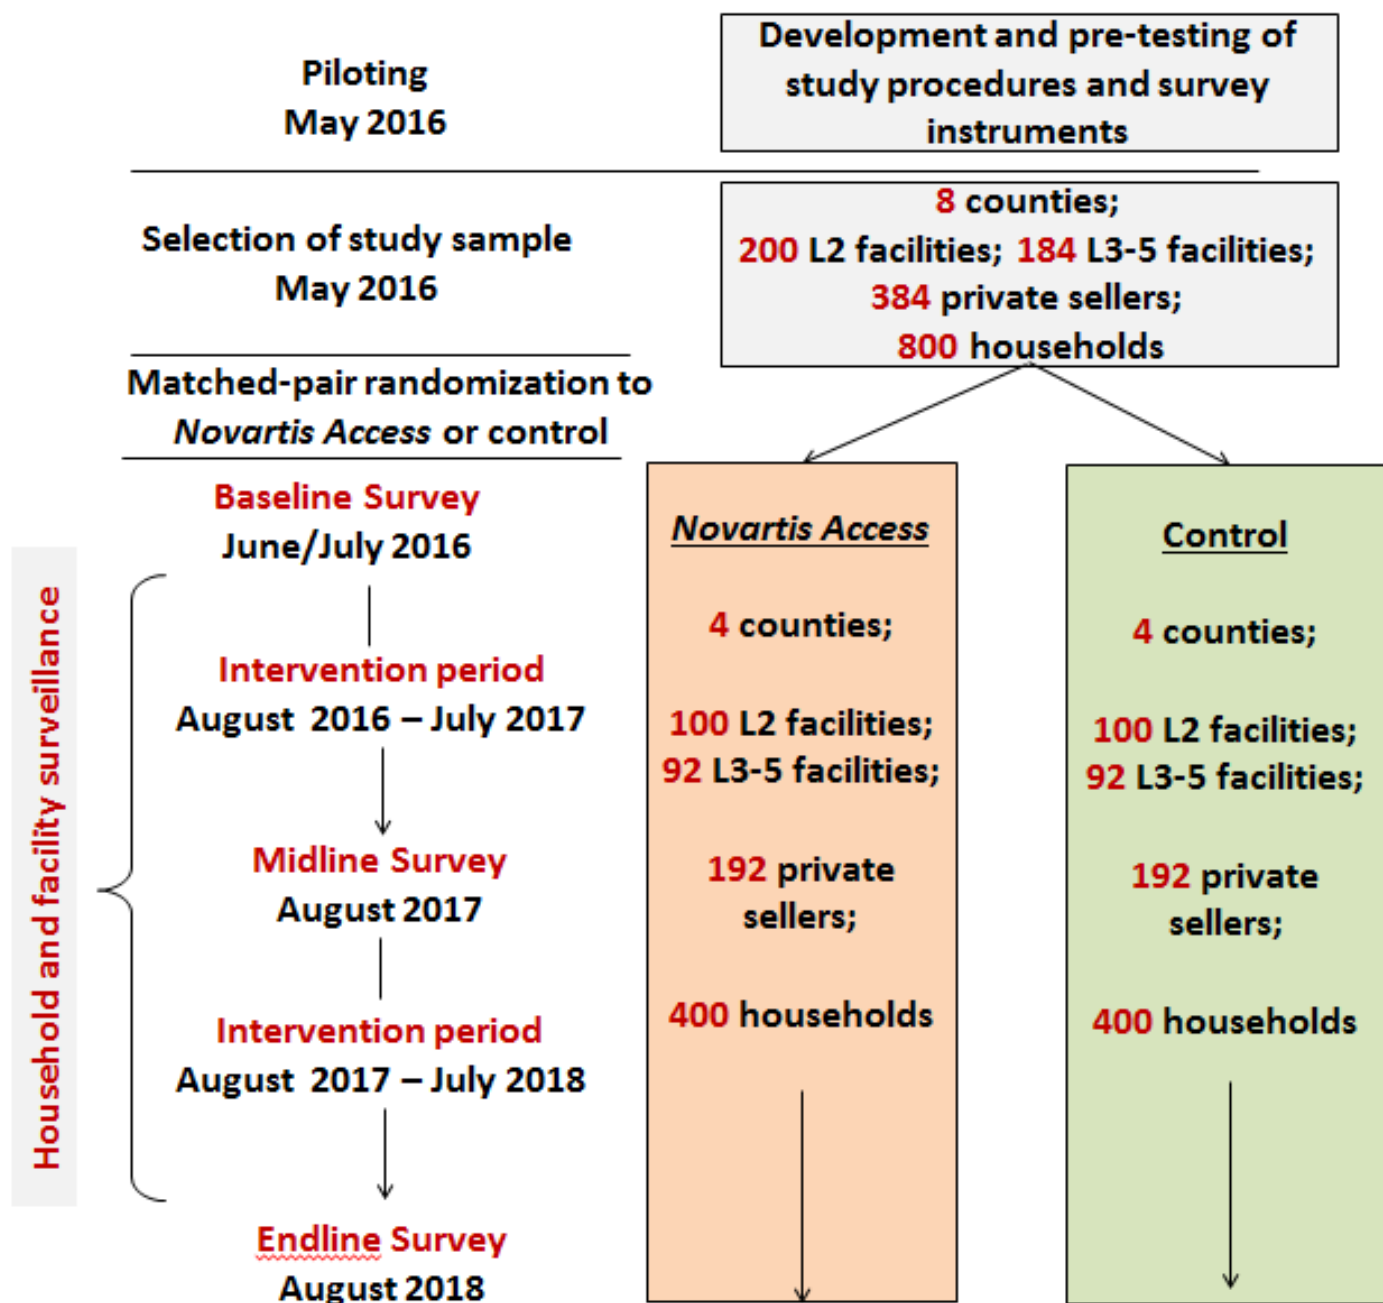 Piloting
May 2016
Development and pre-testing of
study procedures and survey
instruments
Selection of study sample
May 2016
8 counties;
200 L2 facilities; 184 L3-5 facilities;
384 private sellers;
800 households
Matched-pair randomization to
Novartis Access or control
Household and facility surveillance
Baseline Survey
June/July 2016
Intervention period
August 2016 – July 2017
Midline Survey
August 2017
Intervention period
August 2017 – July 2018
Endline Survey
August 2018
Novartis Access
4 counties;
100 L2 facilities;
92 L3-5 facilities;
192 private
sellers;
400 households
Control
4 counties;
100 L2 facilities;
92 L3-5 facilities;
192 private
sellers;
400 households